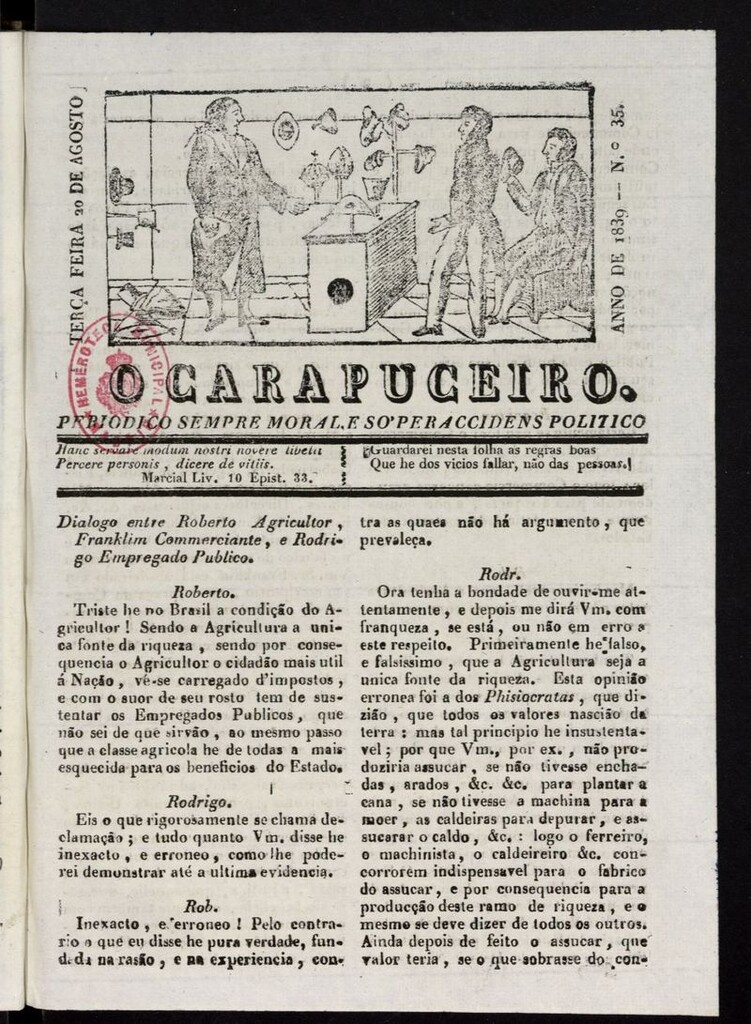 TERÇA FEIRA 20 DE AGOSTO
ANNO DE 1839 -- N.º 35.
HEMEROTECA MUNICIPAL
O CARAPUCEIRO.
PERIODICO SEMPRE MORAL, E SO' PER ACCIDENS POLITICO
Hunc servare modum nostri novere libelli
Percere personis, dicere de vitiis.
Marcial Liv. 10 Epist. 33.
Guardarei nesta folha as regras boas
Que he dos vicios fallar, não das pessoas.
Dialogo entre Roberto Agricultor,
Franklim Commerciante, e Rodri-
go Empregado Publico.
Roberto.
Triste he no Brasil a condição do A-
gricultor! Sendo a Agricultura a uni-
ca fonte da riqueza, sendo por conse-
quencia o Agricultor o cidadão mais util
á Nação, vê-se carregado d'impostos,
e com o suor de seu rosto tem de sus-
tentar os Empregados Publicos, que
não sei de que sirvão, ao mesmo passo
que a classe agricola he de todas a mais
esquecida para os beneficios do Estado.
Rodrigo.
Eis o que rigorosamente se chama de-
clamação; e tudo quanto Vm. disse he
inexacto, e erroneo, como lhe pode-
rei demonstrar até a ultima evidencia.
Rob.
Inexacto, e erroneo! Pelo contra-
rio o que eu disse he pura verdade, fun-
dada na rasão, e na experiencia, con-
tra as quaes não há argumento, que
prevaleça.
Rodr.
Ora tenha a bondade de ouvir-me at-
tentamente, e depois me dirá Vm. com
franqueza, se está, ou não em erro a
este respeito. Primeiramente he falso,
e falsissimo, que a Agricultura seja a
unica fonte da riqueza. Esta opinião
erronea foi a dos Phisiocratas, que di-
zião, que todos os valores nascião da
terra: mas tal principio he insustenta-
vel; por que Vm., por ex., não pro-
duziria assucar, se não tivesse encha-
das, arados, &c. &c. para plantar a
cana, se não tivesse a machina para a
moer, as caldeiras para depurar, e as-
sucarar o caldo, &c.: logo o ferreiro,
o machinista, o caldeireiro &c. con-
corrorem indispensavel para o fabrico
do assucar, e por consequencia para a
producção deste ramo de riqueza, e o
mesmo se deve dizer de todos os outros.
Ainda depois de feito o assucar, que
valor teria, se o que sobrasse do con-